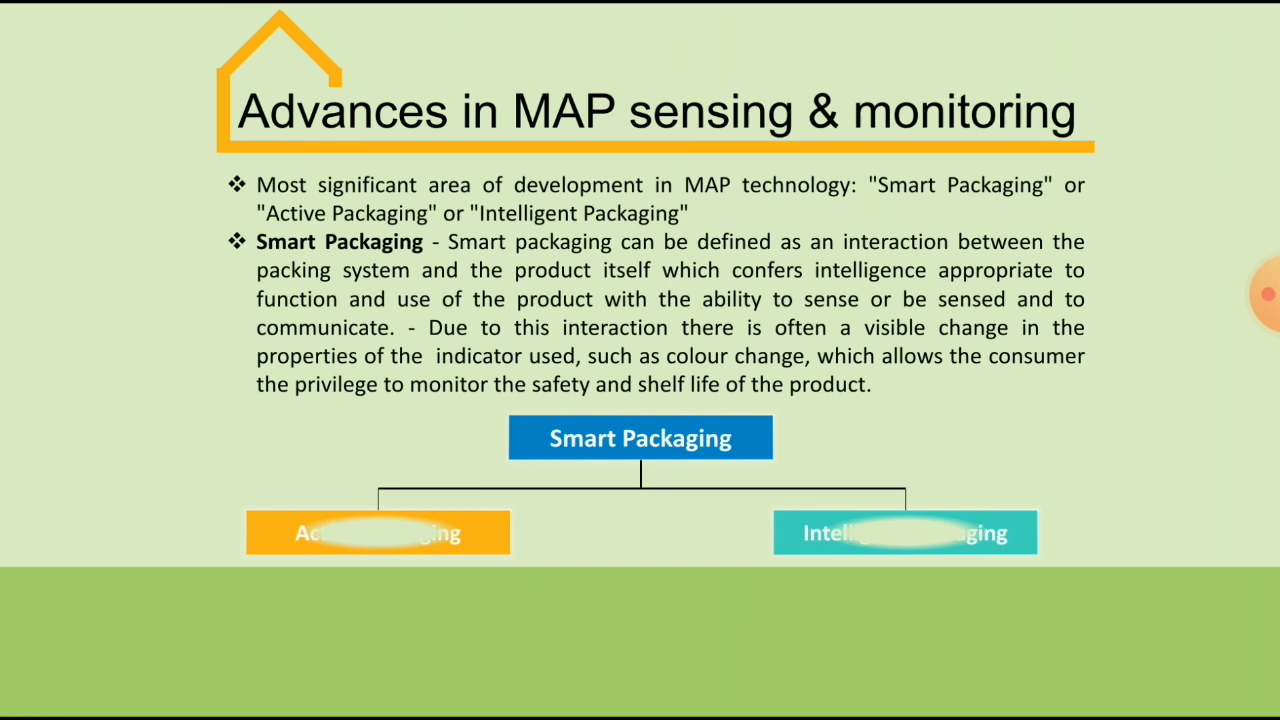 Advances in MAP sensing & monitoring
❖ Most significant area of development in MAP technology: "Smart Packaging" or
"Active Packaging" or "Intelligent Packaging"
❖ Smart Packaging - Smart packaging can be defined as an interaction between the
packing system and the product itself which confers intelligence appropriate to
function and use of the product with the ability to sense or be sensed and to
communicate. - Due to this interaction there is often a visible change in the
properties of the indicator used, such as colour change, which allows the consumer
the privilege to monitor the safety and shelf life of the product.
Smart Packaging